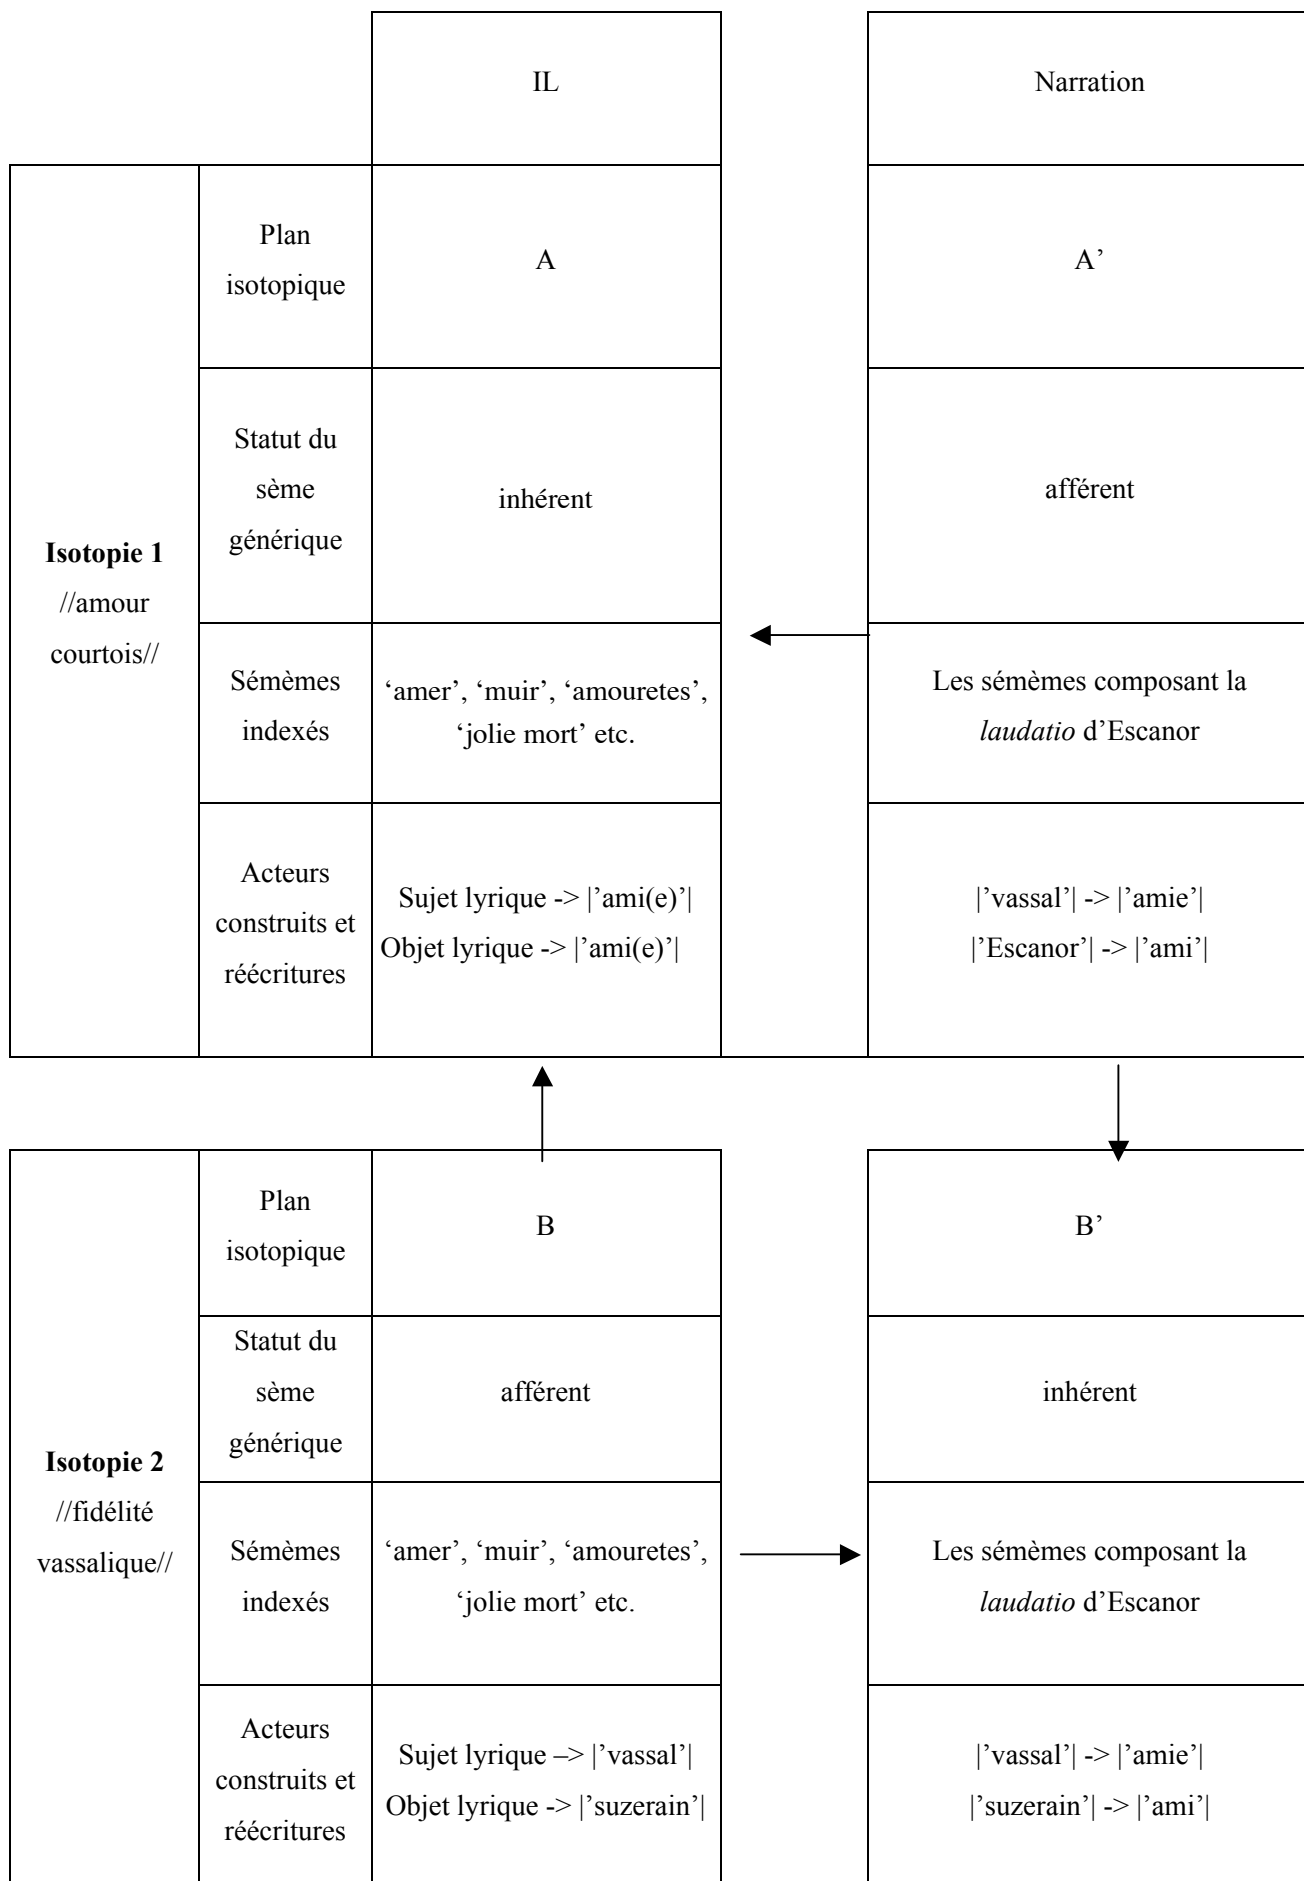 IL
Narration
Isotopie 1
//amour
courtois//
Plan
isotopique
A
A’
Statut du
sème
générique
inhérent
afférent
Sémèmes
indexés
‘amer’, ‘muir’, ‘amouretes’,
‘jolie mort’ etc.
Les sémèmes composant la
laudatio d’Escanor
Acteurs
construits et
réécritures
Sujet lyrique -> |’ami(e)’|
Objet lyrique -> |’ami(e)’|
|’vassal’| -> |’amie’|
|’Escanor’| -> |’ami’|
Isotopie 2
//fidélité
vassalique//
Plan
isotopique
B
B’
Statut du
sème
générique
afférent
inhérent
Sémèmes
indexés
‘amer’, ‘muir’, ‘amouretes’,
‘jolie mort’ etc.
Les sémèmes composant la
laudatio d’Escanor
Acteurs
construits et
réécritures
Sujet lyrique –> |’vassal’|
Objet lyrique -> |’suzerain’|
|’vassal’| -> |’amie’|
|’suzerain’| -> |’ami’|